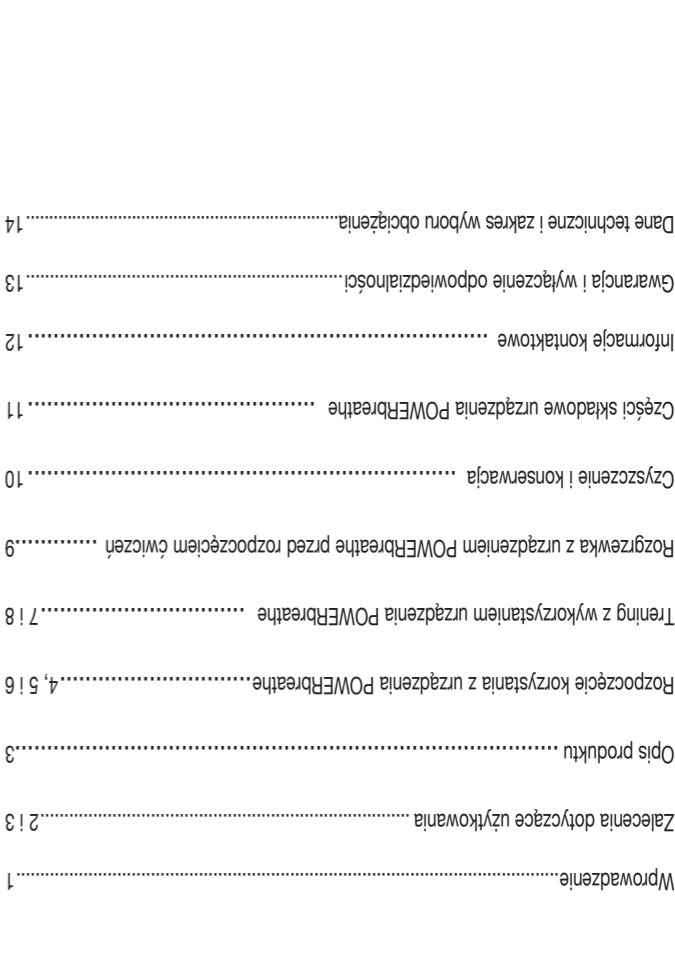 Wprowadzenie........................................................................................................................1
Zalecenia dotyczące użytkowania ..............................................................................2 i 3
Opis produktu .....................................................................................3
Rozpoczęcie korzystania z urządzenia POWERbreathe..............................4, 5 i 6
Trening z wykorzystaniem urządzenia POWERbreathe ................................7 i 8
Rozgrzewka z urządzeniem POWERbreathe przed rozpoczęciem ćwiczeń .............9
Czyszczenie i konserwacja ...................................................................10
Części składowe urządzenia POWERbreathe .............................................11
Informacje kontaktowe ........................................................................12
Gwarancja i wyłączenie odpowiedzialności.....................................................................13
Dane techniczne i zakres wyboru obciążenia.....................................................................14